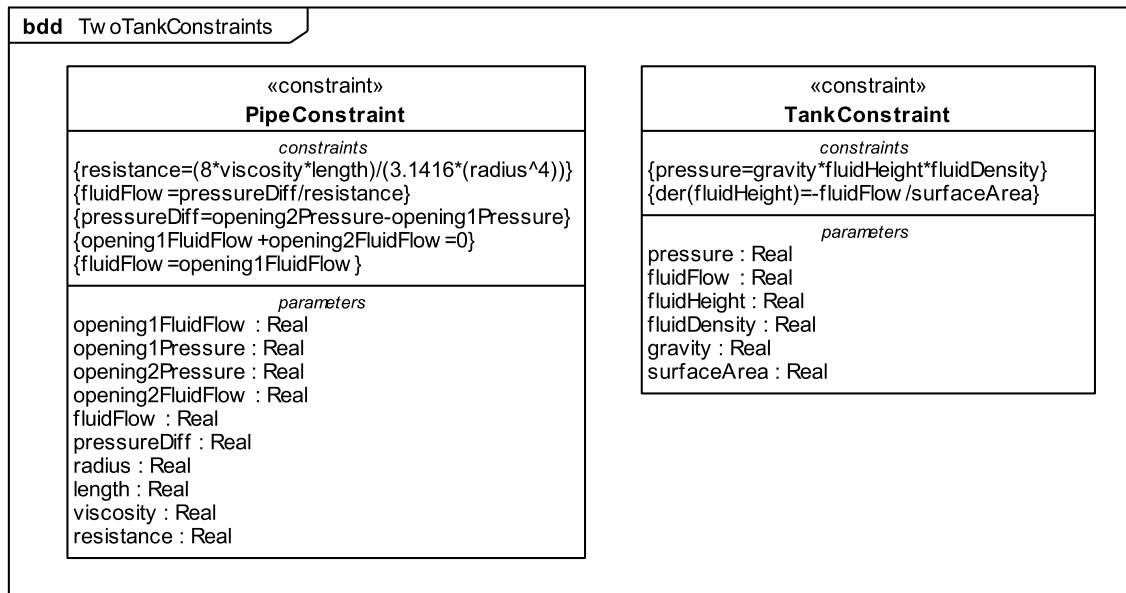 bdd TwoTankConstraints
«constraint»
PipeConstraint
constraints
{resistance=(8*viscosity*length)/(3.1416*(radius^4))}
{fluidFlow=pressureDiff/resistance}
{pressureDiff=opening2Pressure-opening1Pressure}
{opening1FluidFlow+opening2FluidFlow=0}
{fluidFlow=opening1FluidFlow}
parameters
opening1FluidFlow : Real
opening1Pressure : Real
opening2Pressure : Real
opening2FluidFlow : Real
fluidFlow : Real
pressureDiff : Real
radius : Real
length : Real
viscosity : Real
resistance : Real
«constraint»
TankConstraint
constraints
{pressure=gravity*fluidHeight*fluidDensity}
{der(fluidHeight)=-fluidFlow/surfaceArea}
parameters
pressure : Real
fluidFlow : Real
fluidHeight : Real
fluidDensity : Real
gravity : Real
surfaceArea : Real